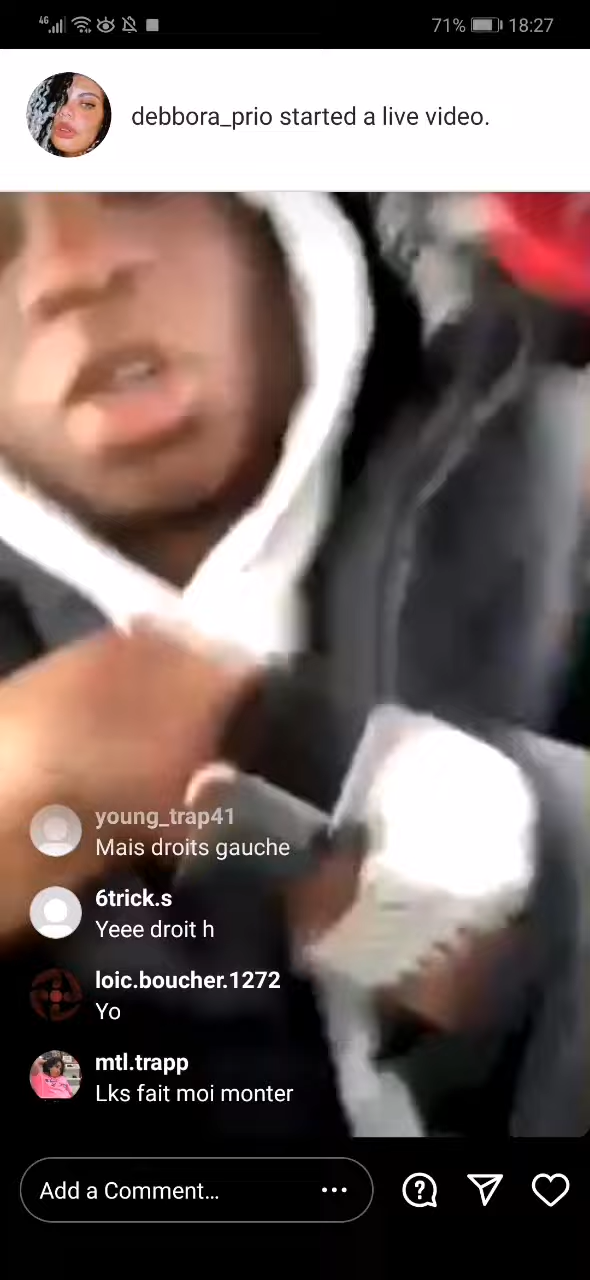 4G 71% 18:27
debbora_prio started a live video.
young_trap41
Mais droits gauche
6trick.s
Yeee droit h
loic.boucher.1272
Yo
mtl.trapp
Lks fait moi monter
Add a Comment...